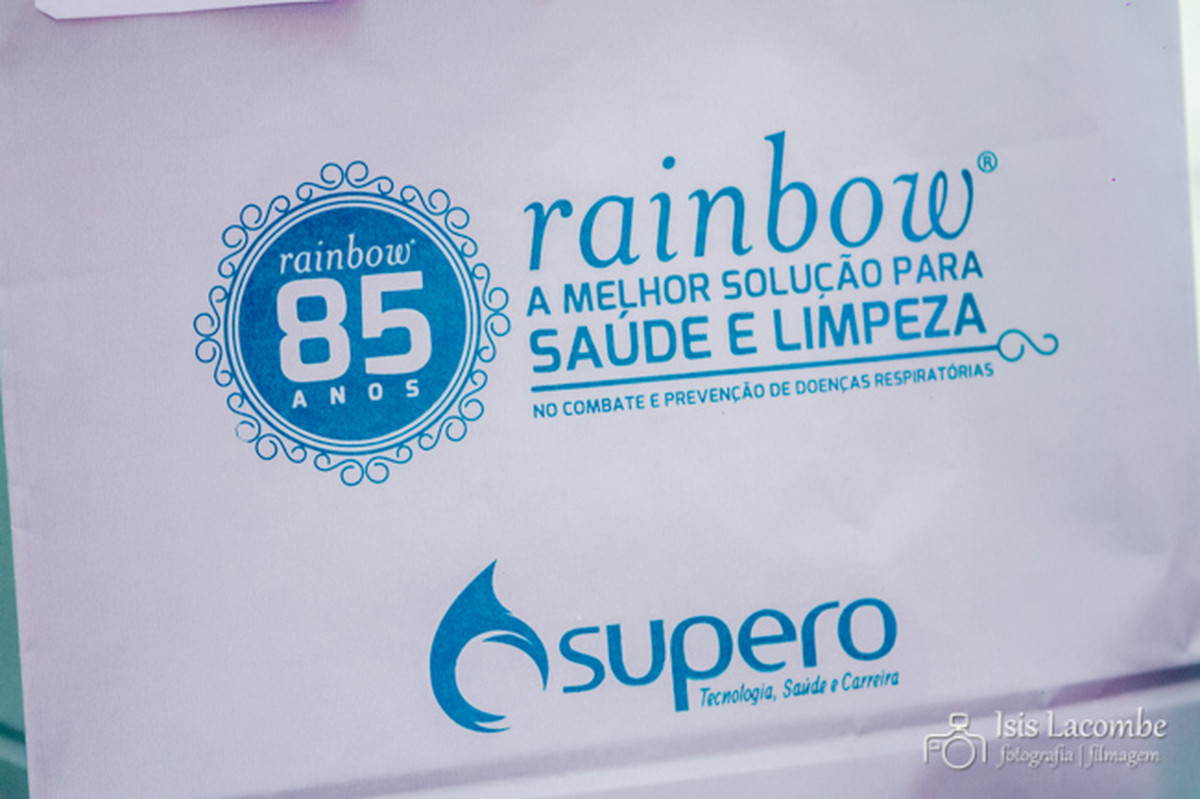 rainbow
85
ANOS
rainbow®
A MELHOR SOLUÇÃO PARA
SAÚDE E LIMPEZA
NO COMBATE E PREVENÇÃO DE DOENÇAS RESPIRATÓRIAS
supero
Tecnologia, Saúde e Carreira
Isis Lacombe
fotografia | filmagem